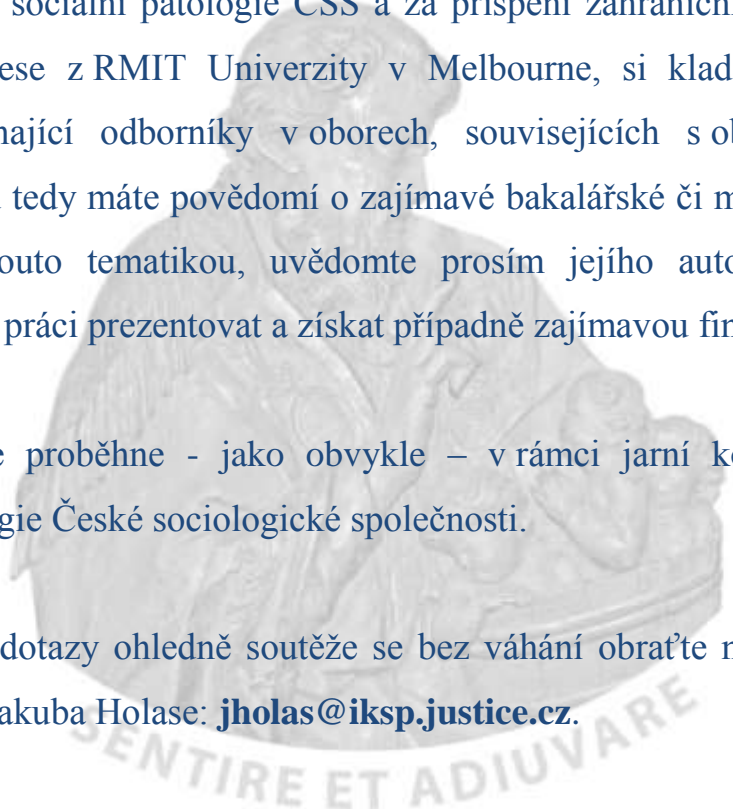 sociální patologie ČSS a za přispění zahraniční
ese z RMIT Univerzity v Melbourne, si klad
nající odborníky v oborech, souvisejících s ob
tedy máte povědomí o zajímavé bakalářské či m
outo tematikou, uvědomte prosím jejího auto
práci prezentovat a získat případně zajímavou fin
e proběhne - jako obvykle – v rámci jarní ko
gie České sociologické společnosti.
dotazy ohledně soutěže se bez váhání obraťte n
akuba Holase: jholas@iksp.justice.cz.
SENTIRE ET ADIUVARE